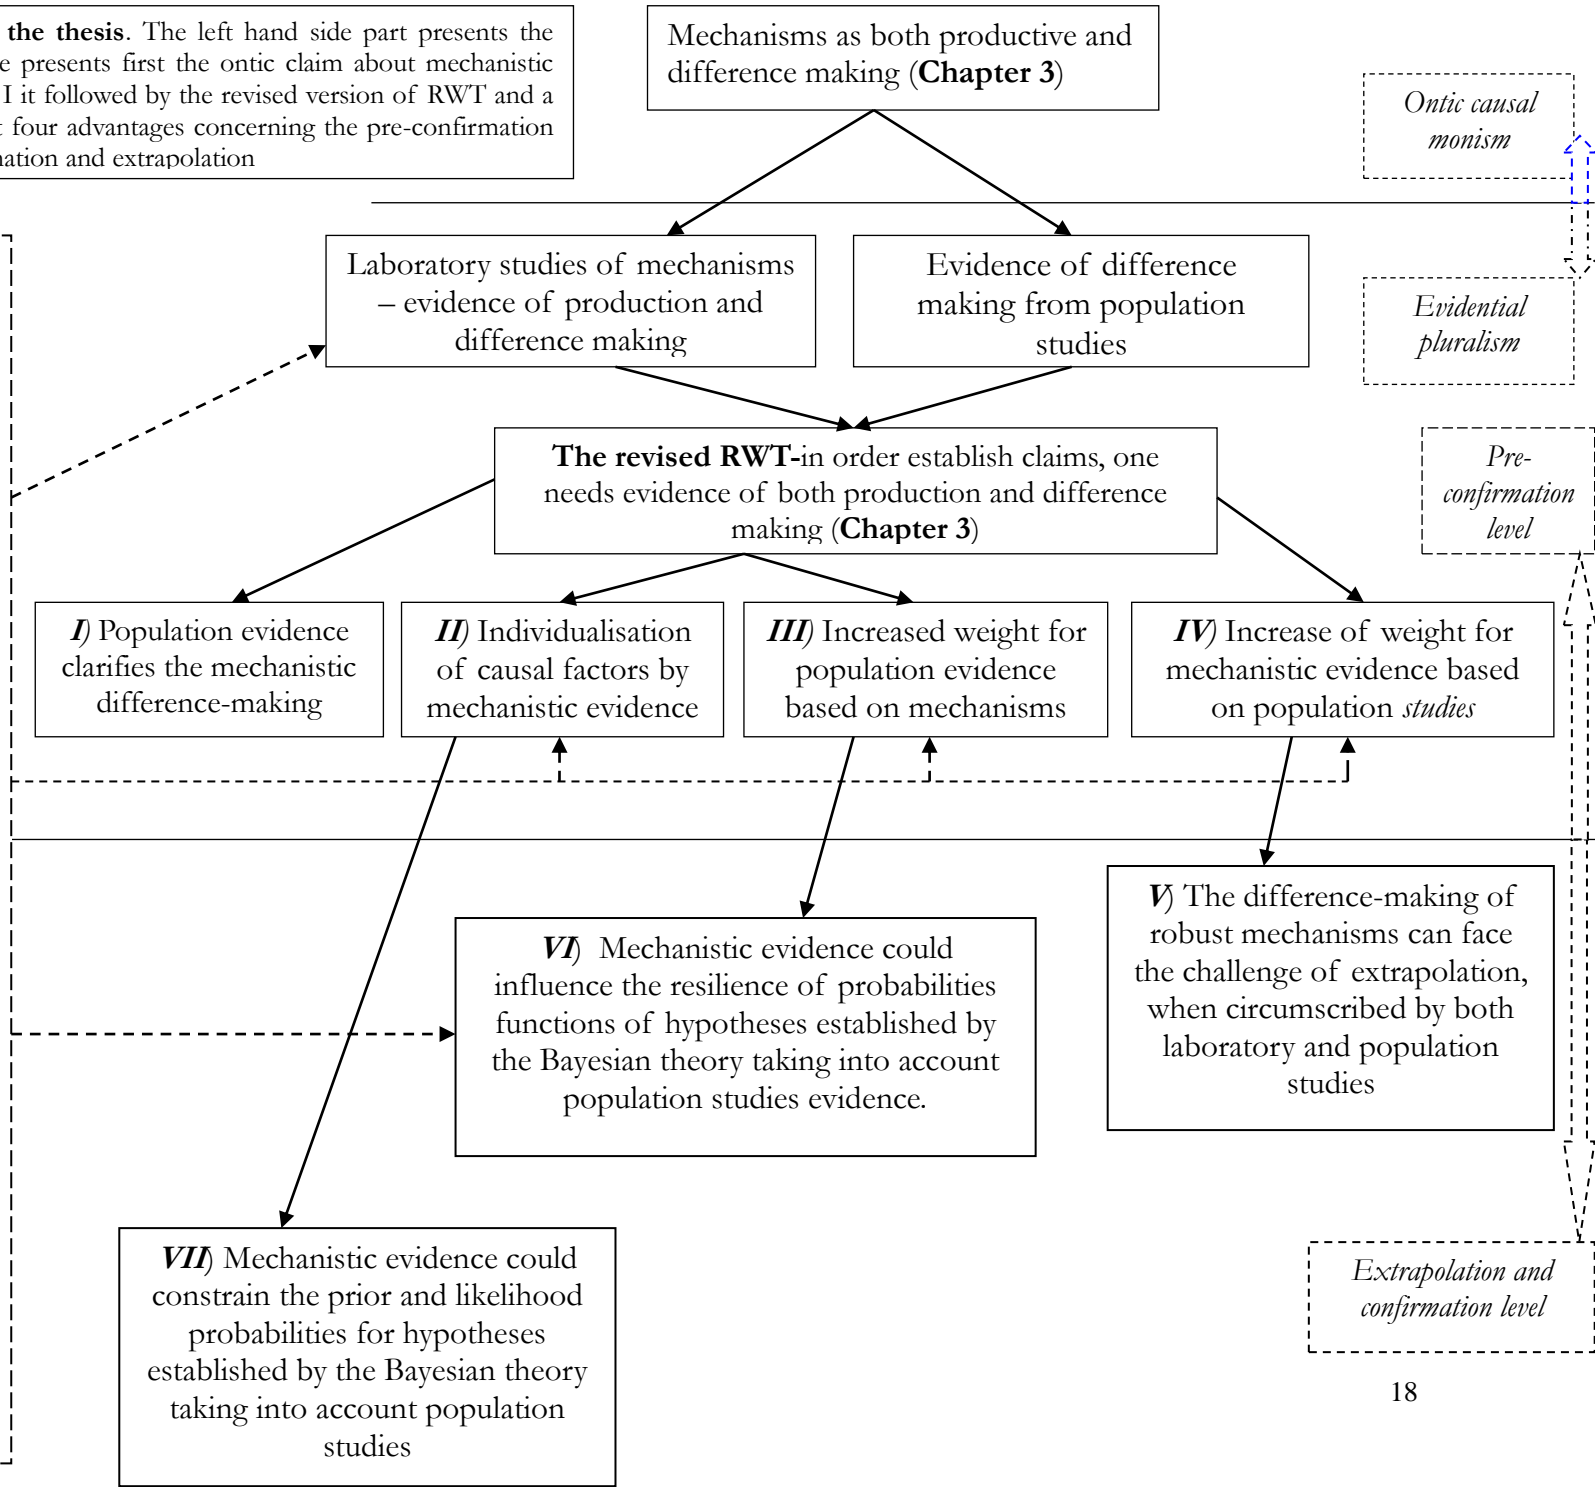 the thesis. The left hand side part presents the
e presents first the ontic claim about mechanistic
I it followed by the revised version of RWT and a
t four advantages concerning the pre-confirmation
nation and extrapolation
Mechanisms as both productive and
difference making (Chapter 3)
Ontic causal
monism
Laboratory studies of mechanisms
– evidence of production and
difference making
Evidence of difference
making from population
studies
Evidential
pluralism
The revised RWT-in order establish claims, one
needs evidence of both production and difference
making (Chapter 3)
Pre-
confirmation
level
I) Population evidence
clarifies the mechanistic
difference-making
II) Individualisation
of causal factors by
mechanistic evidence
III) Increased weight for
population evidence
based on mechanisms
IV) Increase of weight for
mechanistic evidence based
on population studies
V) The difference-making of
robust mechanisms can face
the challenge of extrapolation,
when circumscribed by both
laboratory and population
studies
VI) Mechanistic evidence could
influence the resilience of probabilities
functions of hypotheses established by
the Bayesian theory taking into account
population studies evidence.
VII) Mechanistic evidence could
constrain the prior and likelihood
probabilities for hypotheses
established by the Bayesian theory
taking into account population
studies
Extrapolation and
confirmation level
18